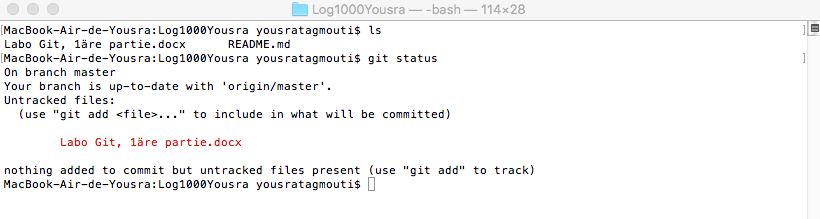 Log1000Yousra — -bash — 114×28
[MacBook-Air-de-Yousra:Log1000Yousra yousratagmouti$ ls ]
Labo Git, 1äre partie.docx README.md
[MacBook-Air-de-Yousra:Log1000Yousra yousratagmouti$ git status ]
On branch master
Your branch is up-to-date with 'origin/master'.
Untracked files:
(use "git add <file>..." to include in what will be committed)
Labo Git, 1äre partie.docx
nothing added to commit but untracked files present (use "git add" to track)
MacBook-Air-de-Yousra:Log1000Yousra yousratagmouti$